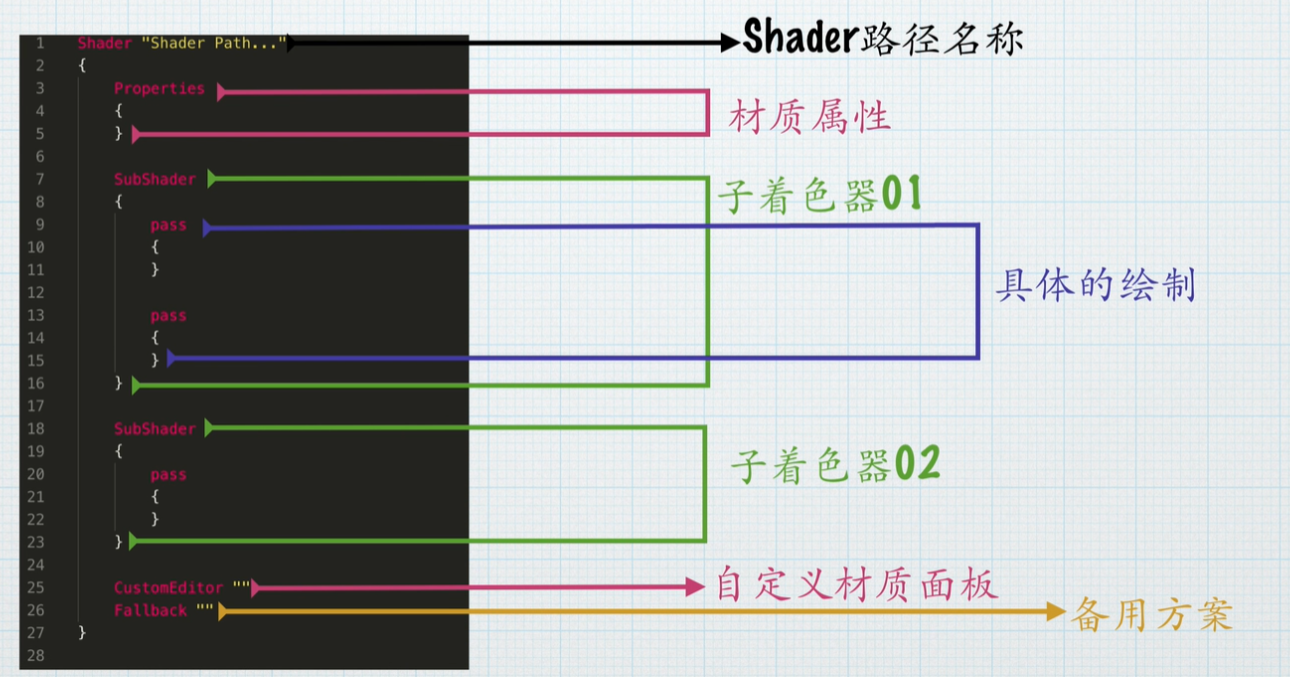 1 Shader "Shader Path..." Shader路径名称
2 {
3 Properties
4 { 材质属性
5 }
6
7 SubShader 子着色器01
8 {
9 pass
10 {
11 } 具体的绘制
12
13 pass
14 {
15 }
16 }
17
18 SubShader
19 { 子着色器02
20 pass
21 {
22 }
23 }
24
25 CustomEditor "" 自定义材质面板
26 Fallback "" 备用方案
27 }
28